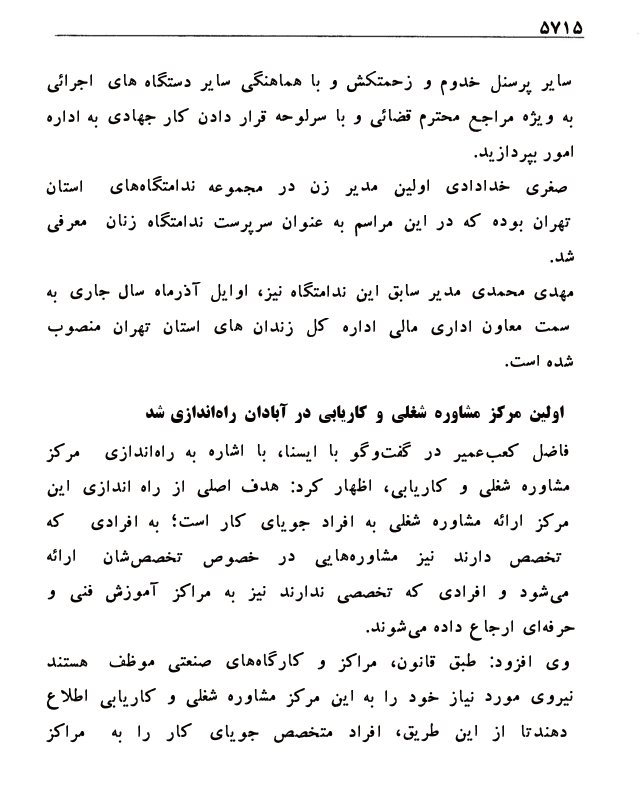 ۵۷۱۵
سایر پرسنل خدوم و زحمتکش و با هماهنگی سایر دستگاه های اجرائی
به ویژه مراجع محترم قضائی و با سرلوحه قرار دادن کار جهادی به اداره
امور بپردازید.
صغری خدادادی اولین مدیر زن در مجموعه ندامتگاه‌های استان
تهران بوده که در این مراسم به عنوان سرپرست ندامتگاه زنان معرفی
شد.
مهدی محمدی مدیر سابق این ندامتگاه نیز، اوایل آذرماه سال جاری به
سمت معاون اداری مالی اداره کل زندان های استان تهران منصوب
شده است.
اولین مرکز مشاوره شغلی و کاریابی در آبادان راه‌اندازی شد
فاضل کعب‌عمیر در گفت‌وگو با ایسنا، با اشاره به راه‌اندازی مرکز
مشاوره شغلی و کاریابی، اظهار کرد: هدف اصلی از راه اندازی این
مرکز ارائه مشاوره شغلی به افراد جویای کار است؛ به افرادی که
تخصص دارند نیز مشاوره‌هایی در خصوص تخصص‌شان ارائه
می‌شود و افرادی که تخصصی ندارند نیز به مراکز آموزش فنی و
حرفه‌ای ارجاع داده می‌شوند.
وی افزود: طبق قانون، مراکز و کارگاه‌های صنعتی موظف هستند
نیروی مورد نیاز خود را به این مرکز مشاوره شغلی و کاریابی اطلاع
دهندتا از این طریق، افراد متخصص جویای کار را به مراکز